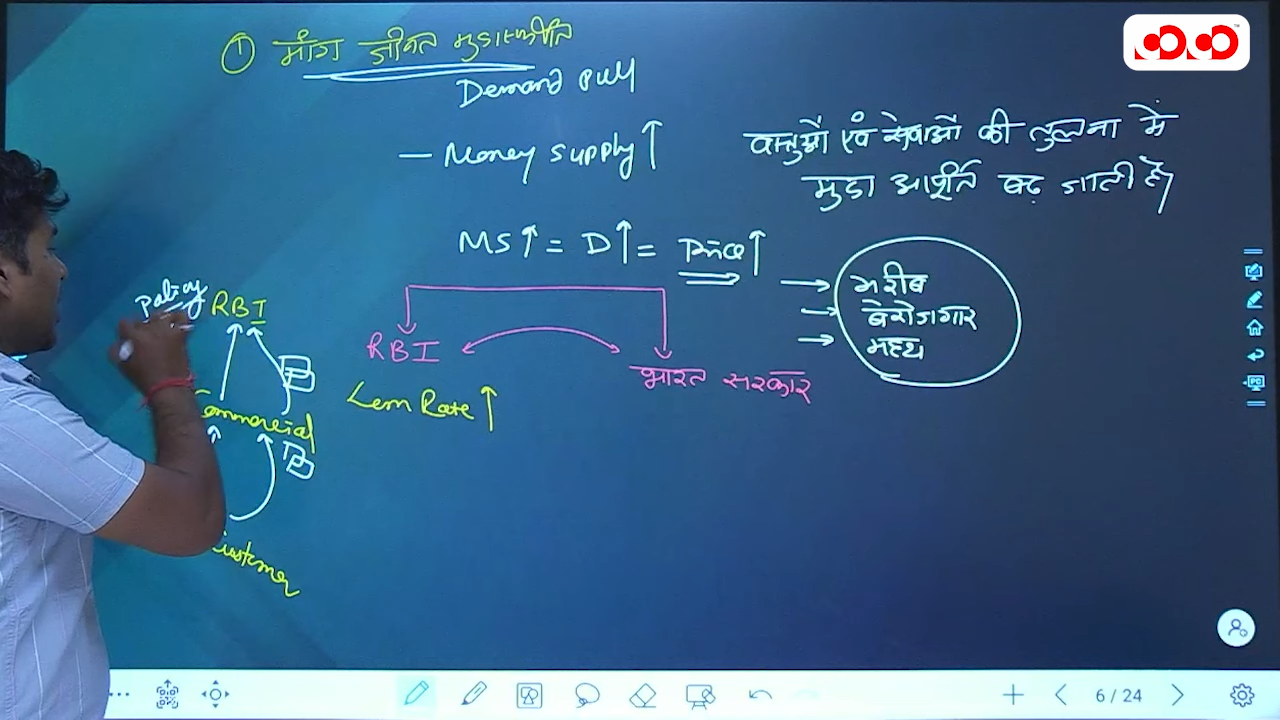 ① मांग जनित मुद्रास्फीति
Demand pull
— Money supply ↑
वस्तुओं एवं सेवाओं की तुलना में
मुद्रा आपूर्ति बढ़ जाती है।
MS↑ = D↑ = Price↑
→ गरीब
→ बेरोजगार
→ मध्य
Policy RBI
RBI
भारत सरकार
Rate ↑
Commercial
Customer
6 / 24